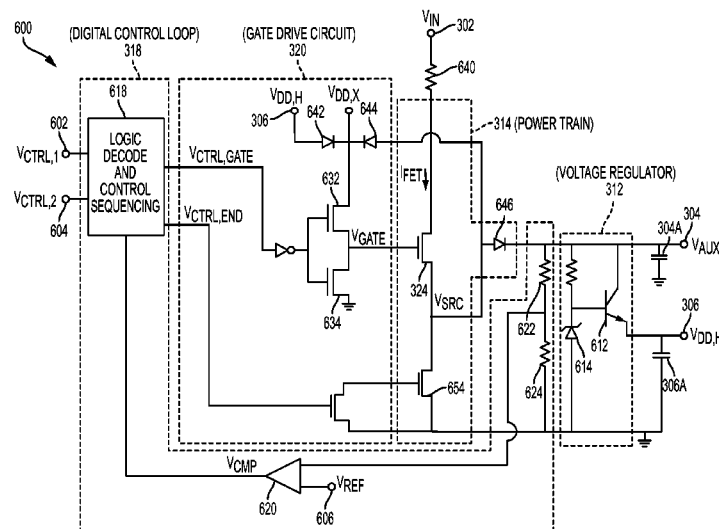 600
(DIGITAL CONTROL LOOP)
318
(GATE DRIVE CIRCUIT)
320
VIN
302
640
618
VDD,H
306
642
VDD,X
644
314 (POWER TRAIN)
602
VCTRL,1
VCTRL,2
604
LOGIC
DECODE
AND
CONTROL
SEQUENCING
VCTRL,GATE
VCTRL,END
632
634
VGATE
IFET
324
VSRC
646
(VOLTAGE REGULATOR)
312
304
304A
VAUX
622
624
614
612
306
VDD,H
306A
654
VCMP
620
VREF
606